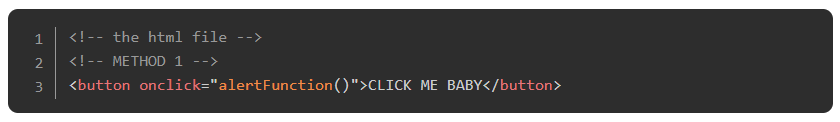 1 <!-- the html file -->
2 <!-- METHOD 1 -->
3 <button onclick="alertFunction()">CLICK ME BABY</button>